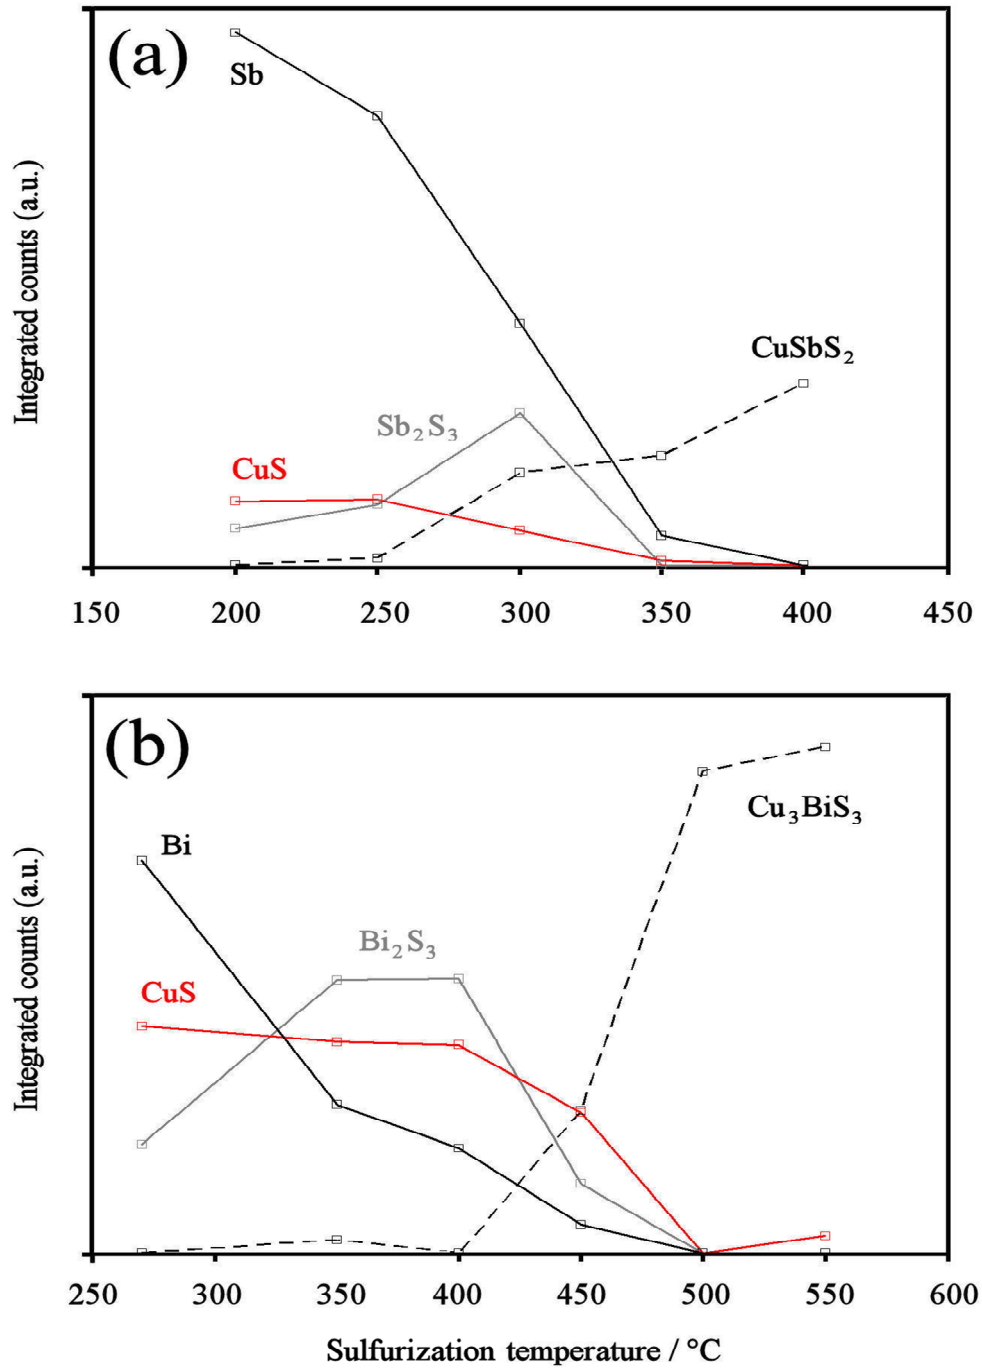 (a)
Sb
Integrated counts (a.u.)
CuSbS₂
Sb₂S₃
CuS
150 200 250 300 350 400 450
(b)
Cu₃BiS₃
Bi
Integrated counts (a.u.)
Bi₂S₃
CuS
250 300 350 400 450 500 550 600
Sulfurization temperature / °C